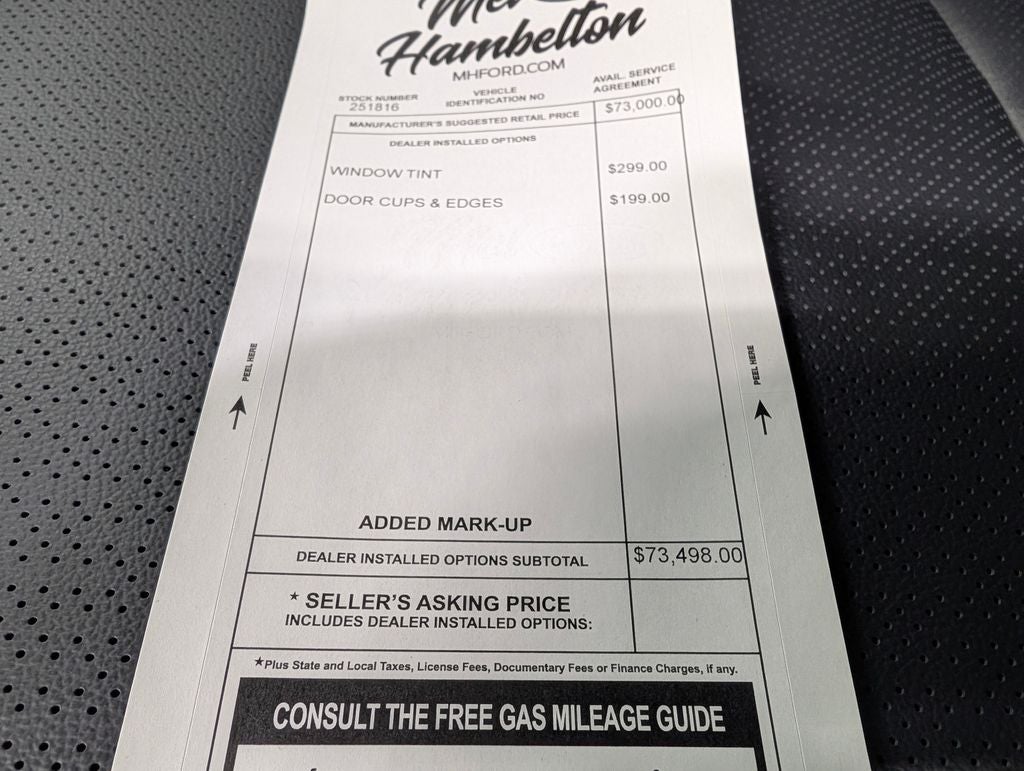 Hambelton
MHFORD.COM
STOCK NUMBER
251816
VEHICLE
IDENTIFICATION NO
AVAIL. SERVICE
AGREEMENT
MANUFACTURER'S SUGGESTED RETAIL PRICE $73,000.00
DEALER INSTALLED OPTIONS
WINDOW TINT $299.00
DOOR CUPS & EDGES $199.00
PEEL HERE
PEEL HERE
ADDED MARK-UP
DEALER INSTALLED OPTIONS SUBTOTAL $73,498.00
* SELLER'S ASKING PRICE
INCLUDES DEALER INSTALLED OPTIONS:
*Plus State and Local Taxes, License Fees, Documentary Fees or Finance Charges, if any.
CONSULT THE FREE GAS MILEAGE GUIDE